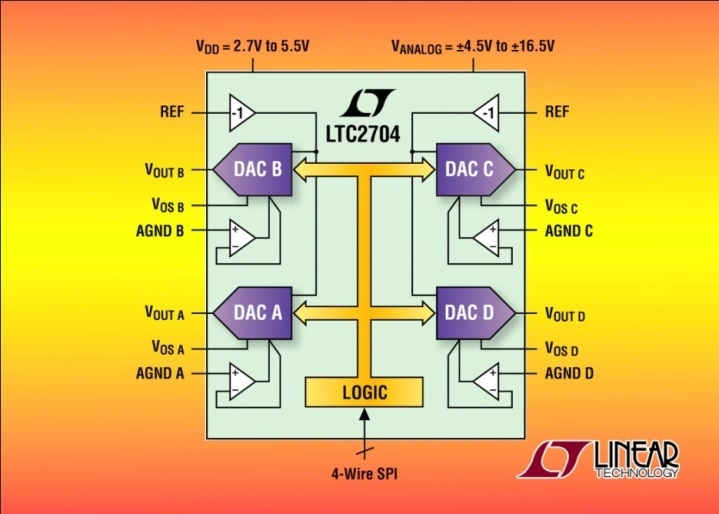 VDD = 2.7V to 5.5V
VANALOG = ±4.5V to ±16.5V
REF
-1
LTC2704
-1
REF
VOUT B
DAC B
DAC C
VOUT C
VOS B
VOS C
AGND B
+
−
+
−
AGND C
VOUT A
DAC A
DAC D
VOUT D
VOS A
VOS D
AGND A
+
−
+
−
AGND D
LOGIC
4-Wire SPI
LINEAR
TECHNOLOGY